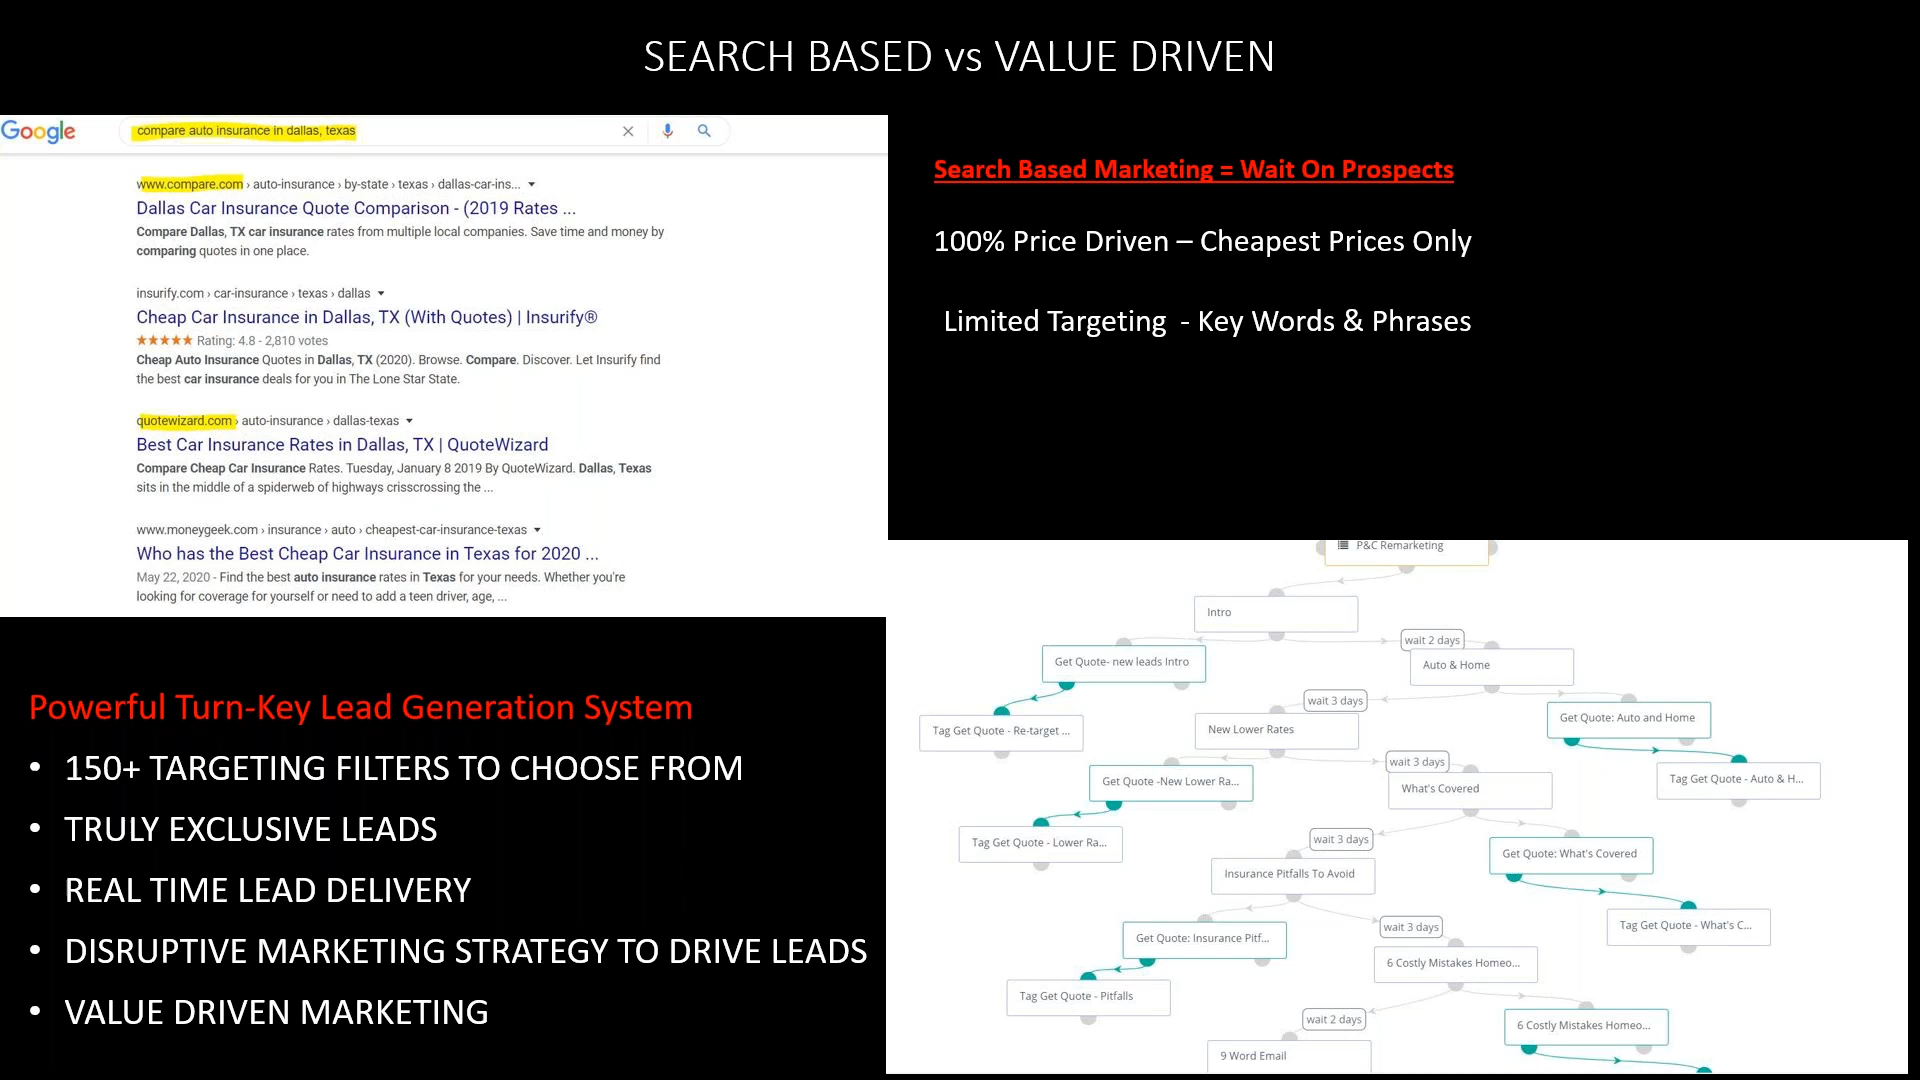 SEARCH BASED vs VALUE DRIVEN
Google
compare auto insurance in dallas, texas
www.compare.com › auto-insurance › by-state › texas › dallas-car-ins...
Dallas Car Insurance Quote Comparison - (2019 Rates ...
Compare Dallas, TX car insurance rates from multiple local companies. Save time and money by
comparing quotes in one place.
insurify.com › car-insurance › texas › dallas
Cheap Car Insurance in Dallas, TX (With Quotes) | Insurify®
Rating: 4.8 - 2,810 votes
Cheap Auto Insurance Quotes in Dallas, TX (2020). Browse. Compare. Discover. Let Insurify find
the best car insurance deals for you in The Lone Star State.
quotewizard.com › auto-insurance › dallas-texas
Best Car Insurance Rates in Dallas, TX | QuoteWizard
Compare Cheap Car Insurance Rates. Tuesday, January 8 2019 By QuoteWizard. Dallas, Texas
sits in the middle of a spiderweb of highways crisscrossing the ...
www.moneygeek.com › insurance › auto › cheapest-car-insurance-texas
Who has the Best Cheap Car Insurance in Texas for 2020 ...
May 22, 2020 - Find the best auto insurance rates in Texas for your needs. Whether you're
looking for coverage for yourself or need to add a teen driver, age, ...
Search Based Marketing = Wait On Prospects
100% Price Driven – Cheapest Prices Only
Limited Targeting - Key Words & Phrases
Powerful Turn-Key Lead Generation System
• 150+ TARGETING FILTERS TO CHOOSE FROM
• TRULY EXCLUSIVE LEADS
• REAL TIME LEAD DELIVERY
• DISRUPTIVE MARKETING STRATEGY TO DRIVE LEADS
• VALUE DRIVEN MARKETING
P&C Remarketing
Intro
wait 2 days
Get Quote- new leads Intro
Auto & Home
wait 3 days
Get Quote: Auto and Home
Tag Get Quote - Re-target ...
New Lower Rates
wait 3 days
Get Quote -New Lower Ra...
Tag Get Quote - Auto & H...
What's Covered
wait 3 days
Tag Get Quote - Lower Ra...
Get Quote: What's Covered
Insurance Pitfalls To Avoid
wait 3 days
Tag Get Quote - What's C...
Get Quote: Insurance Pitf...
6 Costly Mistakes Homeo...
Tag Get Quote - Pitfalls
wait 2 days
6 Costly Mistakes Homeo...
9 Word Email